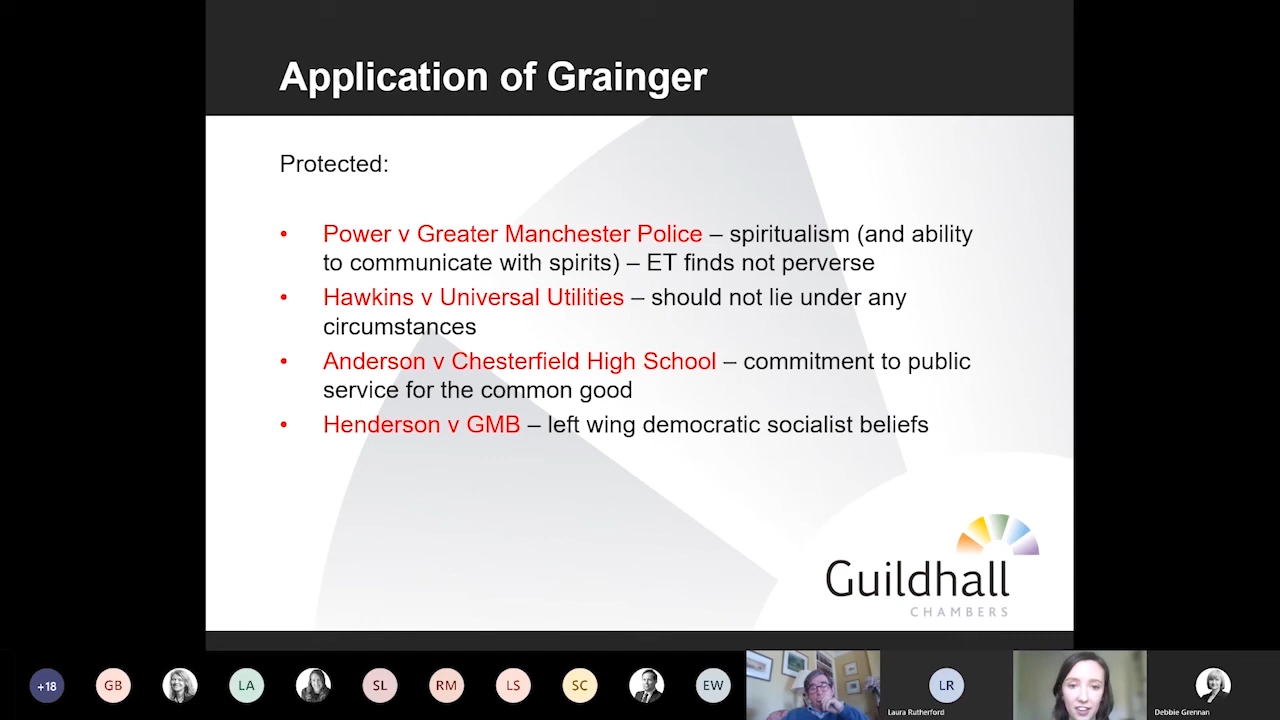 Application of Grainger
Protected:
• Power v Greater Manchester Police – spiritualism (and ability
to communicate with spirits) – ET finds not perverse
• Hawkins v Universal Utilities – should not lie under any
circumstances
• Anderson v Chesterfield High School – commitment to public
service for the common good
• Henderson v GMB – left wing democratic socialist beliefs
Guildhall
CHAMBERS
+18
GB
LA
SL
RM
LS
SC
EW
LR
Laura Rutherford
Debbie Grennan